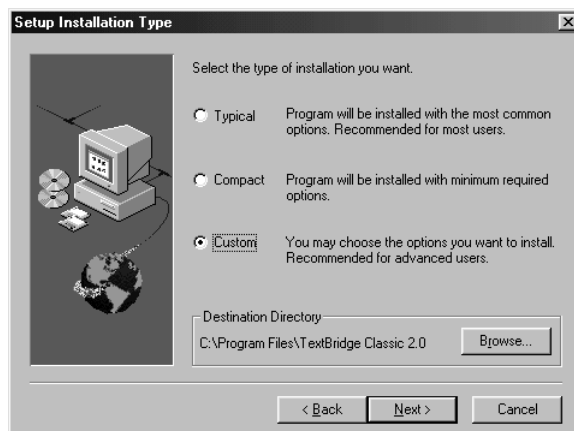 Setup Installation Type
Select the type of installation you want.
Typical
Program will be installed with the most common
options. Recommended for most users.
Compact
Program will be installed with minimum required
options.
Custom
You may choose the options you want to install.
Recommended for advanced users.
Destination Directory
C:\Program Files\TextBridge Classic 2.0
Browse...
< Back
Next >
Cancel